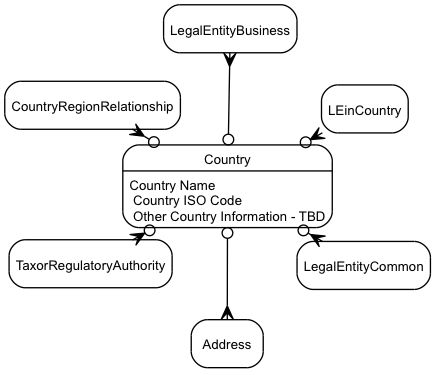 LegalEntityBusiness
CountryRegionRelationship
LEinCountry
Country
Country Name
Country ISO Code
Other Country Information - TBD
TaxorRegulatoryAuthority
LegalEntityCommon
Address